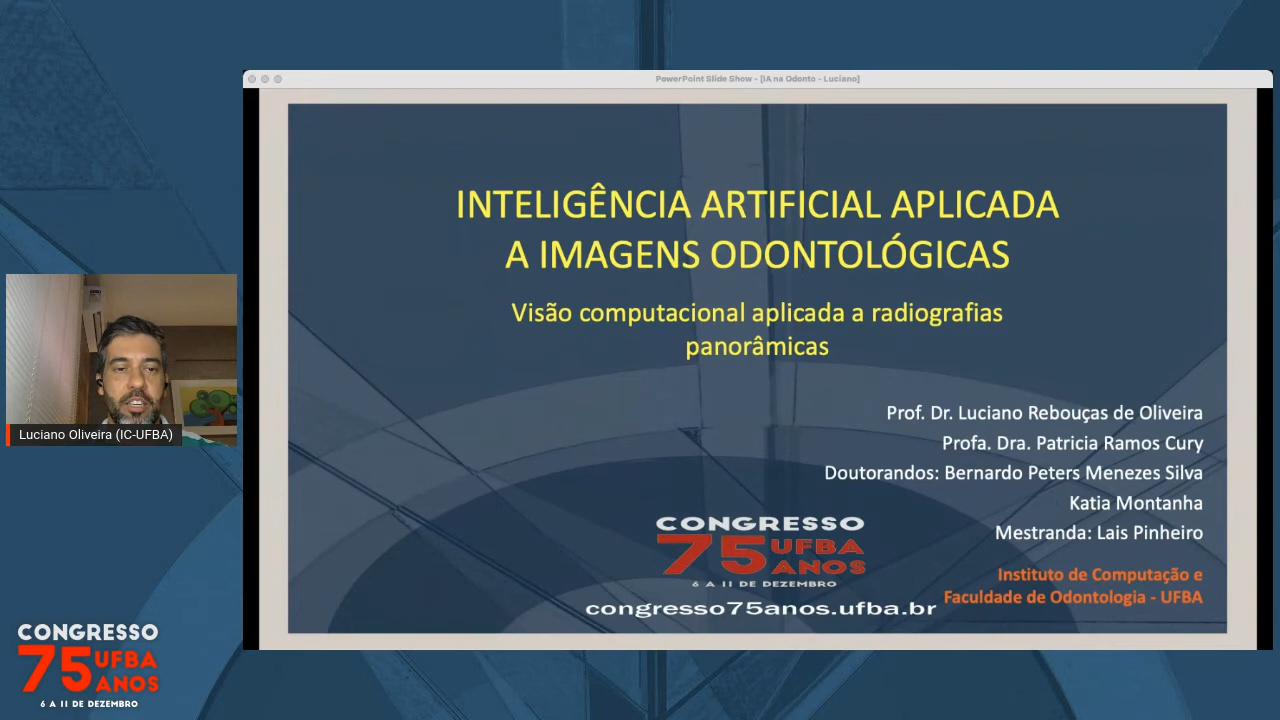 PowerPoint Slide Show - [IA na Odonto - Luciano]
INTELIGÊNCIA ARTIFICIAL APLICADA
A IMAGENS ODONTOLÓGICAS
Visão computacional aplicada a radiografias
panorâmicas
Prof. Dr. Luciano Rebouças de Oliveira
Profa. Dra. Patricia Ramos Cury
Doutorandos: Bernardo Peters Menezes Silva
Katia Montanha
Mestranda: Lais Pinheiro
Instituto de Computação e
Faculdade de Odontologia - UFBA
CONGRESSO
75 UFBA
ANOS
6 A 11 DE DEZEMBRO
congresso75anos.ufba.br
Luciano Oliveira (IC-UFBA)
CONGRESSO
75 UFBA
ANOS
6 A 11 DE DEZEMBRO